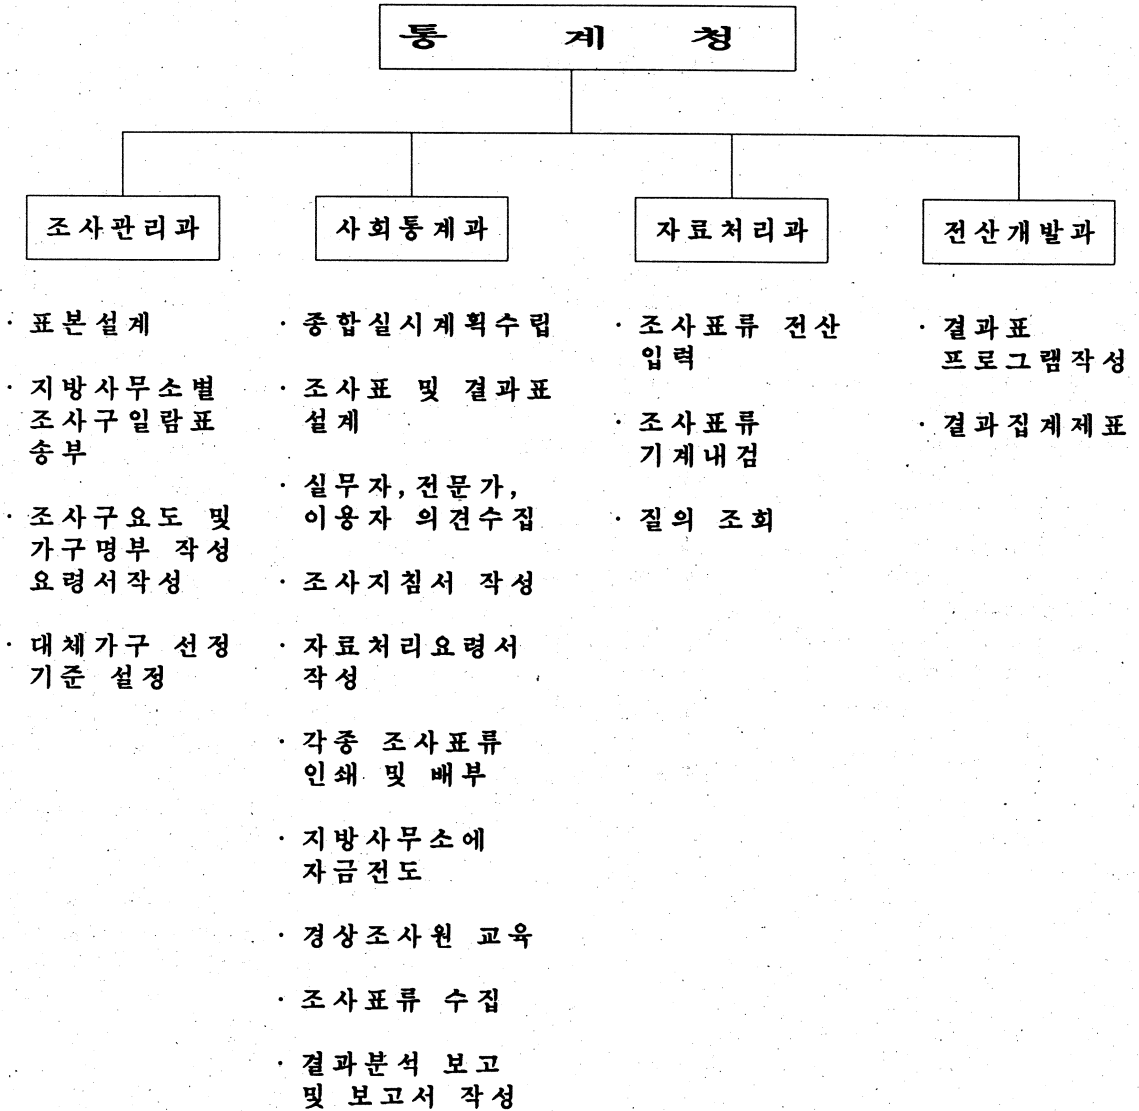 통 계 청
조사관리과
· 표본설계
· 지방사무소별
조사구일람표
송부
· 조사구요도 및
가구명부 작성
요령서작성
· 대체가구 선정
기준 설정
사회통계과
· 종합실시계획수립
· 조사표 및 결과표
설계
· 실무자, 전문가,
이용자 의견수집
· 조사지침서 작성
· 자료처리요령서
작성
· 각종 조사표류
인쇄 및 배부
· 지방사무소에
자금전도
· 경상조사원 교육
· 조사표류 수집
· 결과분석 보고
및 보고서 작성
자료처리과
· 조사표류 전산
입력
· 조사표류
기계내검
· 질의 조회
전산개발과
· 결과표
프로그램작성
· 결과집계제표